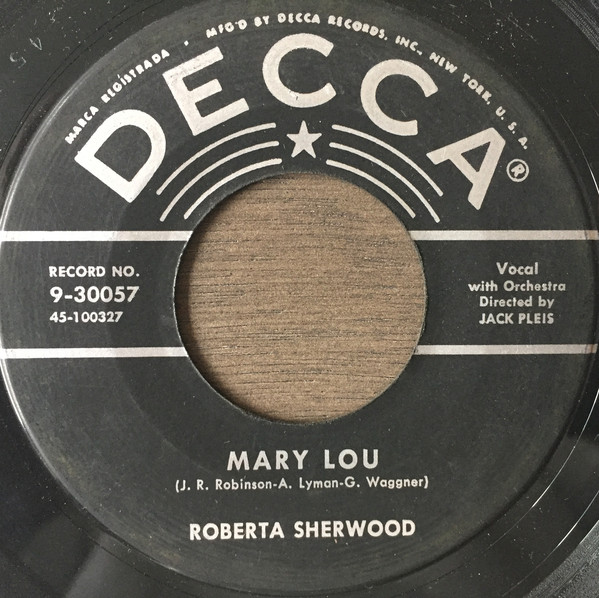 MARCA REGISTRADA • MFG'D BY DECCA RECORDS, INC., NEW YORK, U. S. A.
DECCA®
RECORD NO.
9-30057
45-100327
Vocal
with Orchestra
Directed by
JACK PLEIS
MARY LOU
(J. R. Robinson-A. Lyman-G. Waggner)
ROBERTA SHERWOOD